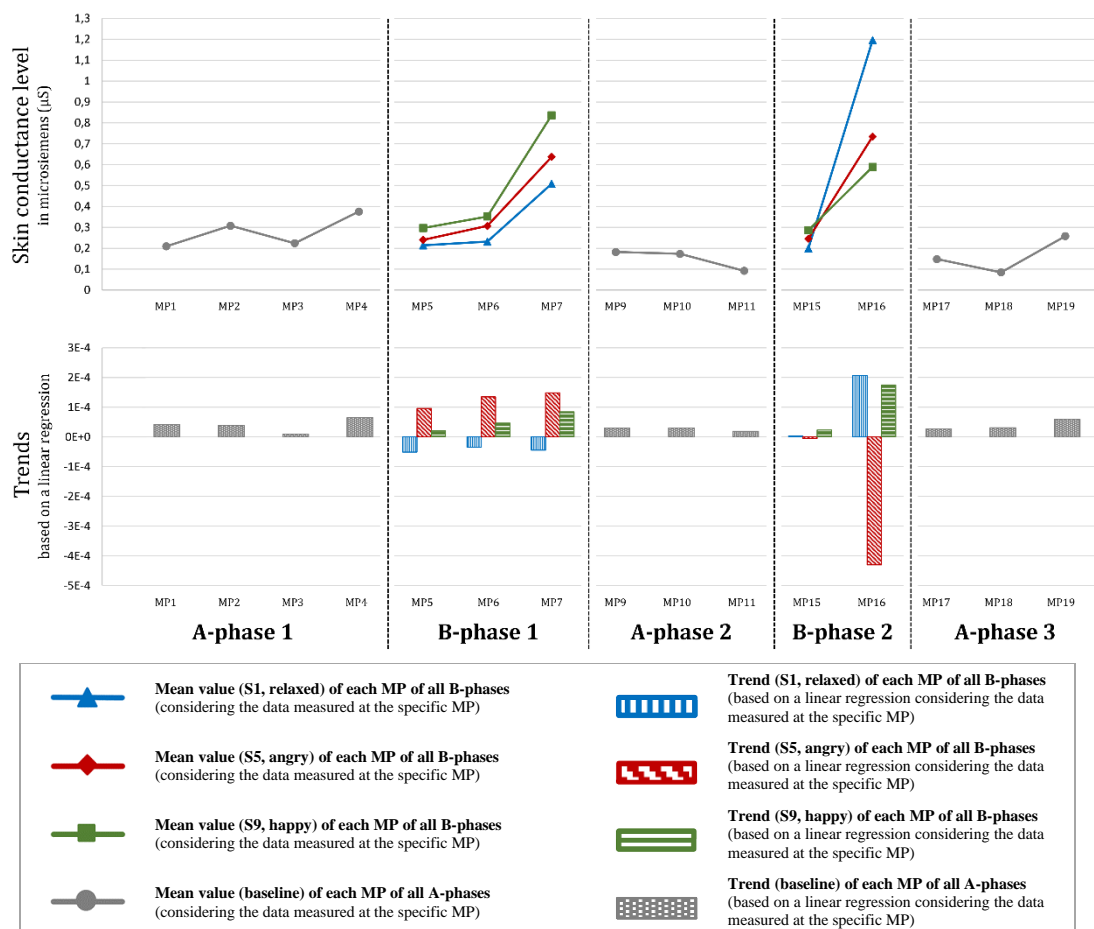 Skin conductance level
in microsiemens (µS)
1,3
1,2
1,1
1
0,9
0,8
0,7
0,6
0,5
0,4
0,3
0,2
0,1
0
MP1 MP2 MP3 MP4 MP5 MP6 MP7 MP9 MP10 MP11 MP15 MP16 MP17 MP18 MP19
Trends
based on a linear regression
3E-4
2E-4
1E-4
0E+0
-1E-4
-2E-4
-3E-4
-4E-4
-5E-4
MP1 MP2 MP3 MP4 MP5 MP6 MP7 MP9 MP10 MP11 MP15 MP16 MP17 MP18 MP19
A-phase 1 B-phase 1 A-phase 2 B-phase 2 A-phase 3
Mean value (S1, relaxed) of each MP of all B-phases
(considering the data measured at the specific MP)
Trend (S1, relaxed) of each MP of all B-phases
(based on a linear regression considering the data
measured at the specific MP)
Mean value (S5, angry) of each MP of all B-phases
(considering the data measured at the specific MP)
Trend (S5, angry) of each MP of all B-phases
(based on a linear regression considering the data
measured at the specific MP)
Mean value (S9, happy) of each MP of all B-phases
(considering the data measured at the specific MP)
Trend (S9, happy) of each MP of all B-phases
(based on a linear regression considering the data
measured at the specific MP)
Mean value (baseline) of each MP of all A-phases
(considering the data measured at the specific MP)
Trend (baseline) of each MP of all A-phases
(based on a linear regression considering the data
measured at the specific MP)